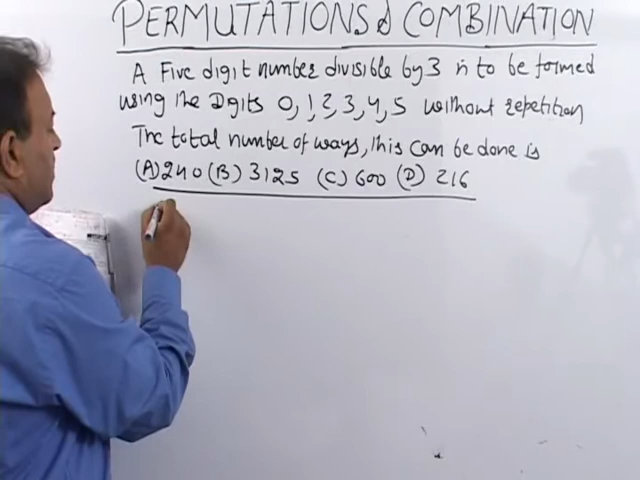 PERMUTATIONS & COMBINATION
A Five digit number divisible by 3 is to be formed
using the Digits 0, 1, 2, 3, 4, 5 without repetition
The total number of ways, this can be done is
(A) 240 (B) 3125 (C) 600 (D) 216